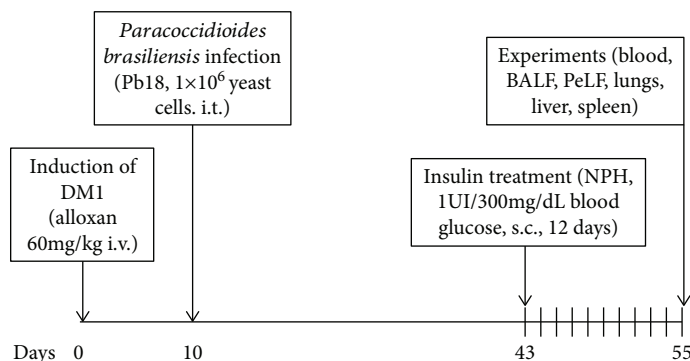 Paracoccidioides
brasiliensis infection
(Pb18, 1×10⁶ yeast
cells. i.t.)
Experiments (blood,
BALF, PeLF, lungs,
liver, spleen)
Induction of
DM1
(alloxan
60mg/kg i.v.)
Insulin treatment (NPH,
1UI/300mg/dL blood
glucose, s.c., 12 days)
Days 0 10 43 55